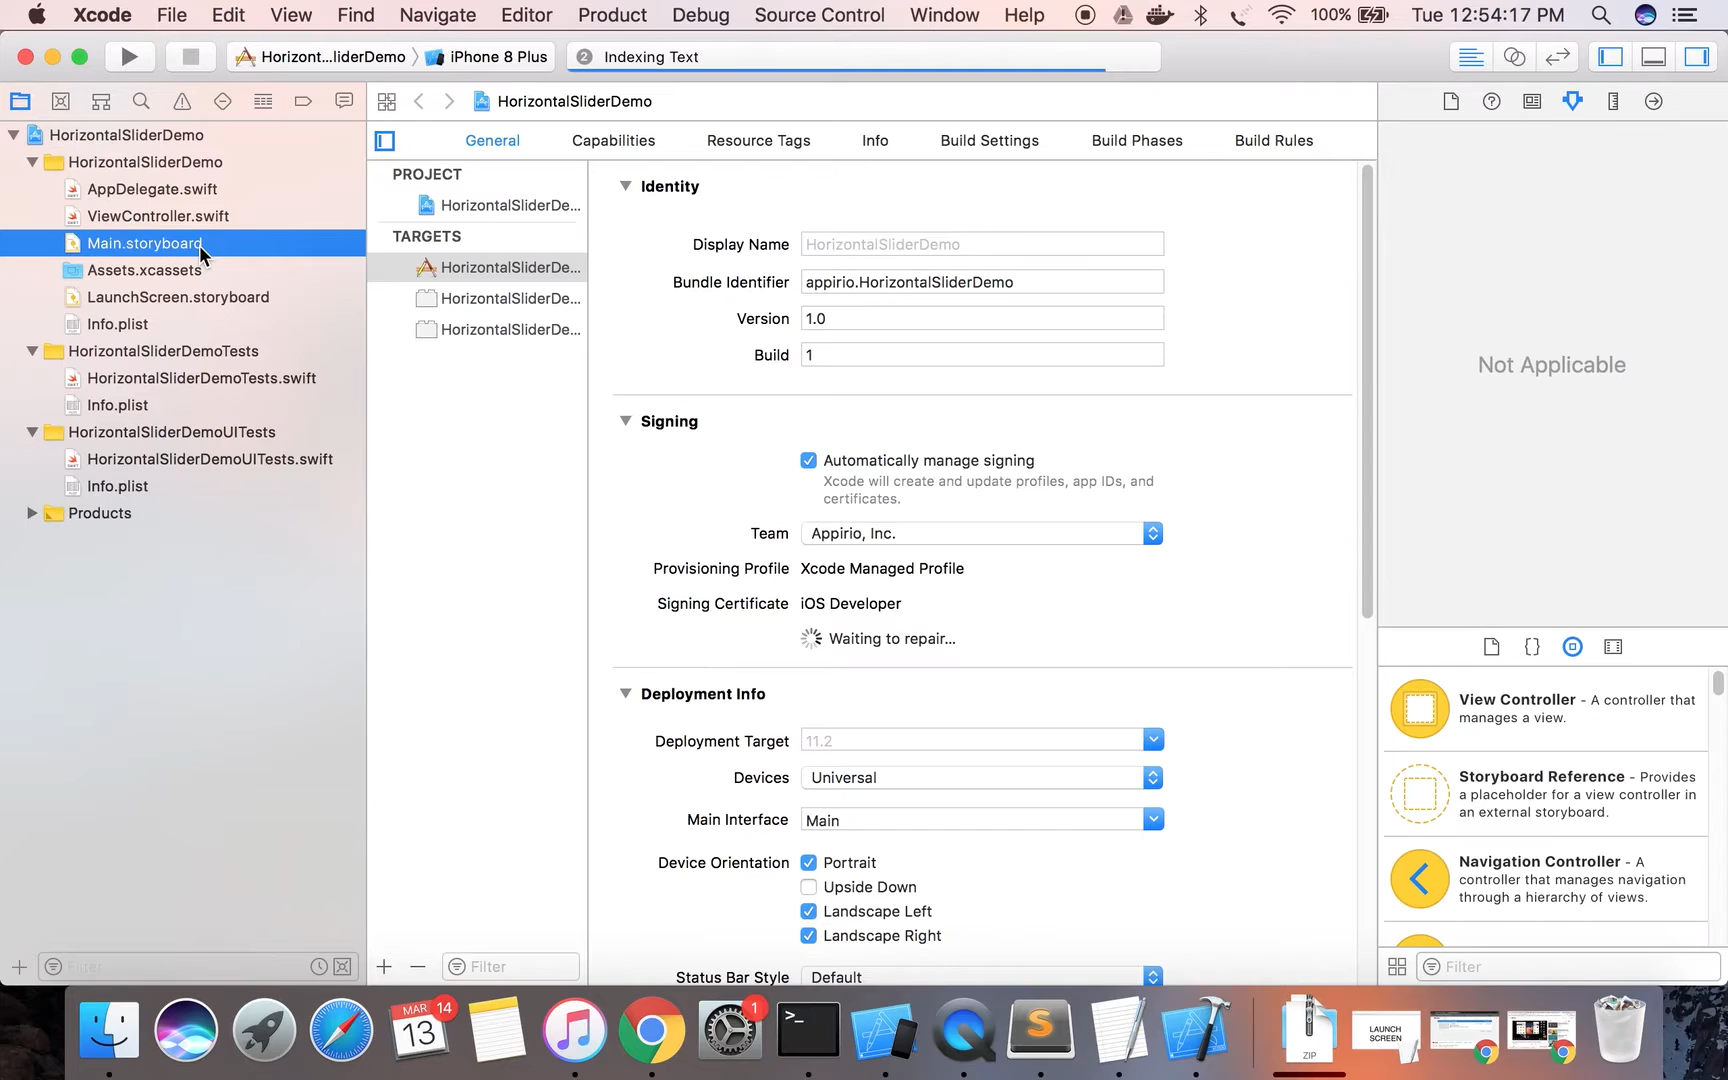 Xcode File Edit View Find Navigate Editor Product Debug Source Control Window Help 100% Tue 12:54:17 PM
Horizont...liderDemo iPhone 8 Plus 2 Indexing Text
HorizontalSliderDemo
HorizontalSliderDemo
AppDelegate.swift
ViewController.swift
Main.storyboard
Assets.xcassets
LaunchScreen.storyboard
Info.plist
HorizontalSliderDemoTests
HorizontalSliderDemoTests.swift
Info.plist
HorizontalSliderDemoUITests
HorizontalSliderDemoUITests.swift
Info.plist
Products
Filter
HorizontalSliderDemo
General Capabilities Resource Tags Info Build Settings Build Phases Build Rules
PROJECT
HorizontalSliderDe...
TARGETS
HorizontalSliderDe...
HorizontalSliderDe...
HorizontalSliderDe...
Filter
Identity
Display Name HorizontalSliderDemo
Bundle Identifier appirio.HorizontalSliderDemo
Version 1.0
Build 1
Signing
Automatically manage signing
Xcode will create and update profiles, app IDs, and
certificates.
Team Appirio, Inc.
Provisioning Profile Xcode Managed Profile
Signing Certificate iOS Developer
Waiting to repair...
Deployment Info
Deployment Target 11.2
Devices Universal
Main Interface Main
Device Orientation Portrait
Upside Down
Landscape Left
Landscape Right
Status Bar Style Default
Not Applicable
{}
View Controller - A controller that
manages a view.
Storyboard Reference - Provides
a placeholder for a view controller in
an external storyboard.
Navigation Controller - A
controller that manages navigation
through a hierarchy of views.
Filter
MAR 14
13
1
>_
S
ZIP
LAUNCH
SCREEN